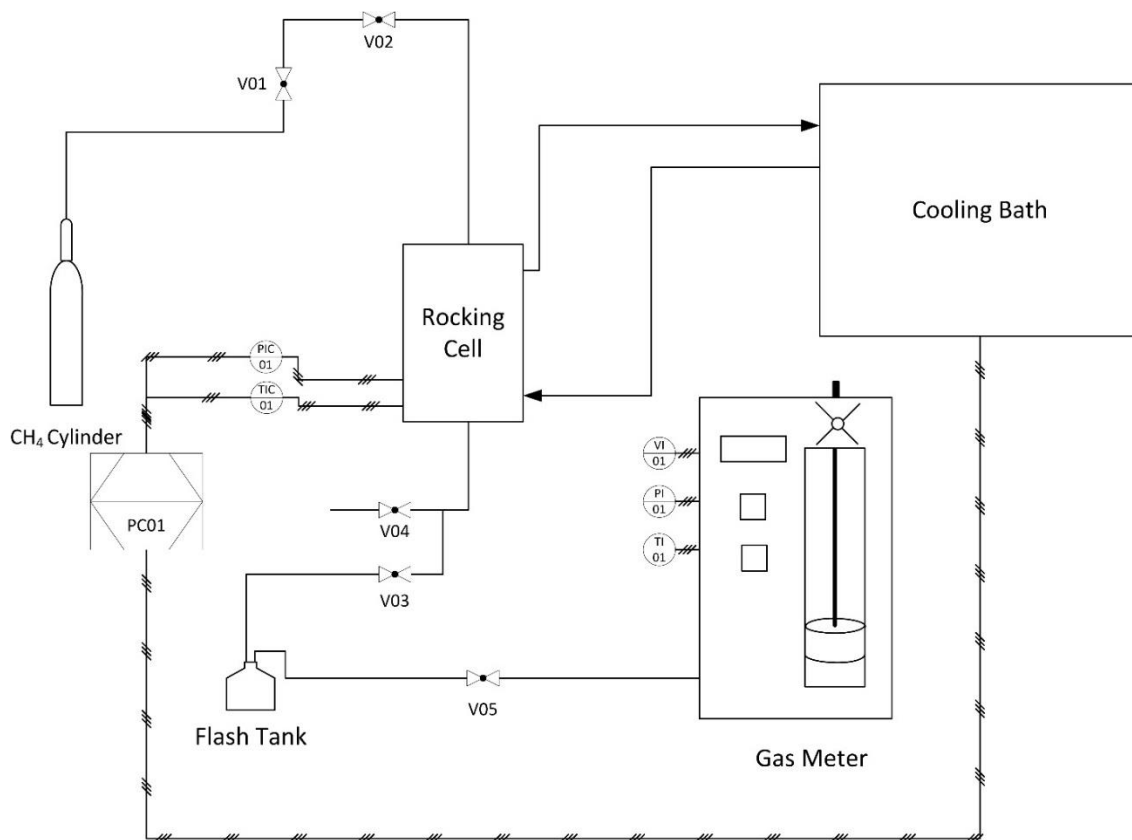 V02
V01
Cooling Bath
Rocking
Cell
PIC
01
TIC
01
CH₄ Cylinder
VI
01
PC01
PI
01
V04
TI
01
V03
V05
Flash Tank
Gas Meter